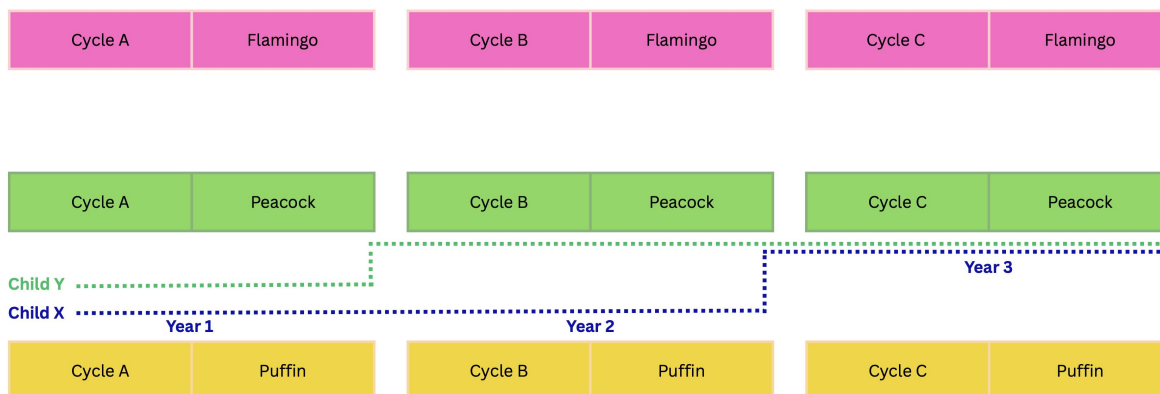 Cycle A Flamingo Cycle B Flamingo Cycle C Flamingo
Cycle A Peacock Cycle B Peacock Cycle C Peacock
Child Y
Year 3
Child X
Year 1 Year 2
Cycle A Puffin Cycle B Puffin Cycle C Puffin